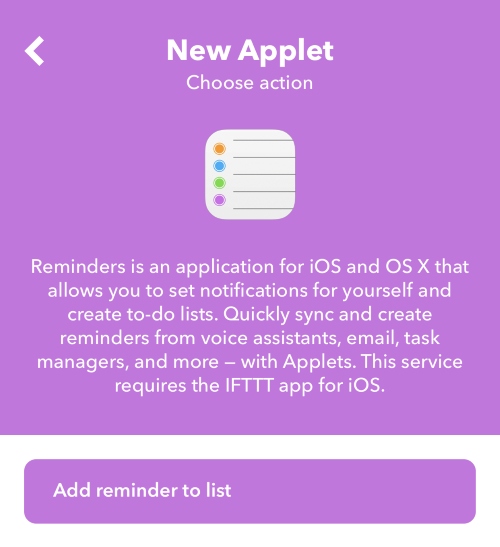 New Applet
Choose action
Reminders is an application for iOS and OS X that
allows you to set notifications for yourself and
create to-do lists. Quickly sync and create
reminders from voice assistants, email, task
managers, and more – with Applets. This service
requires the IFTTT app for iOS.
Add reminder to list